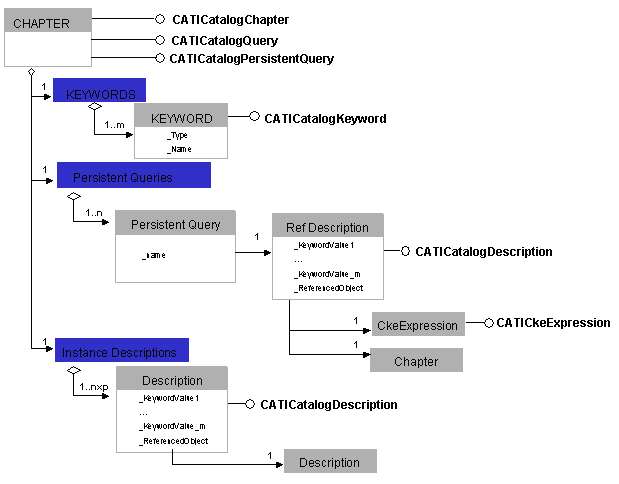 CHAPTER
CATICatalogChapter
CATICatalogQuery
CATICatalogPersistentQuery
1
KEYWORDS
1..m
KEYWORD
_Type
_Name
CATICatalogKeyword
1
Persistent Queries
1..n
Persistent Query
_name
1
Ref Description
_KeywordValue1
...
_KeywordValue_m
_ReferencedObject
CATICatalogDescription
1
CkeExpression
CATICkeExpression
1
Chapter
1
Instance Descriptions
1..nxp
Description
_KeywordValue1
...
_KeywordValue_m
_ReferencedObject
CATICatalogDescription
1
Description